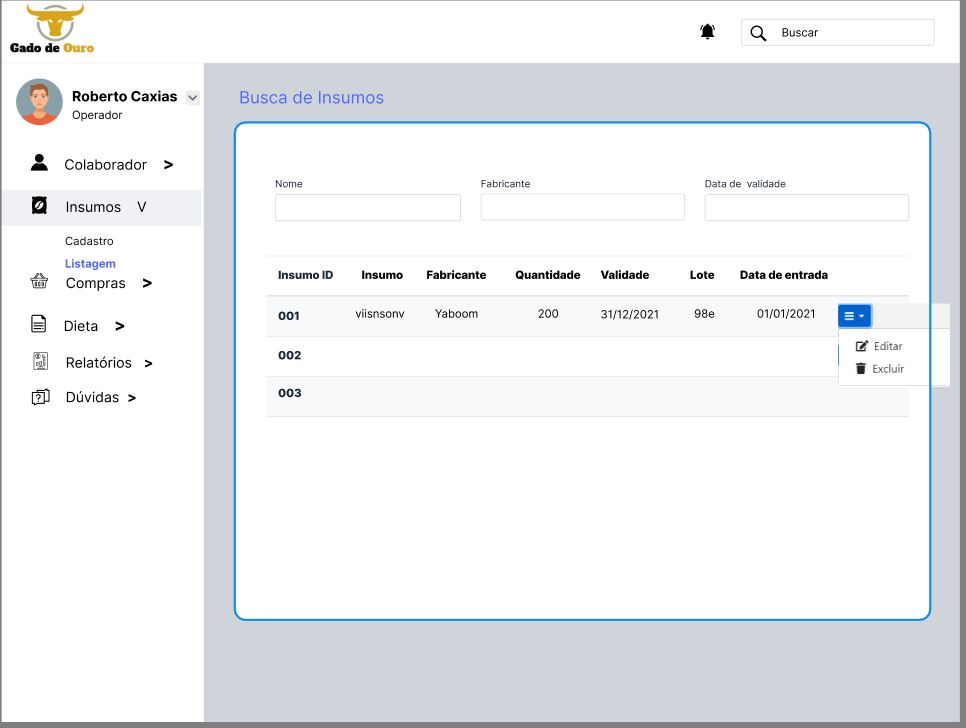 Gado de Ouro
Buscar
Roberto Caxias
Operador
Colaborador >
Insumos V
Cadastro
Listagem
Compras >
Dieta >
Relatórios >
Dúvidas >
Busca de Insumos
Nome Fabricante Data de validade
Insumo ID Insumo Fabricante Quantidade Validade Lote Data de entrada
001 viisnsonv Yaboom 200 31/12/2021 98e 01/01/2021
Editar
002
Excluir
003